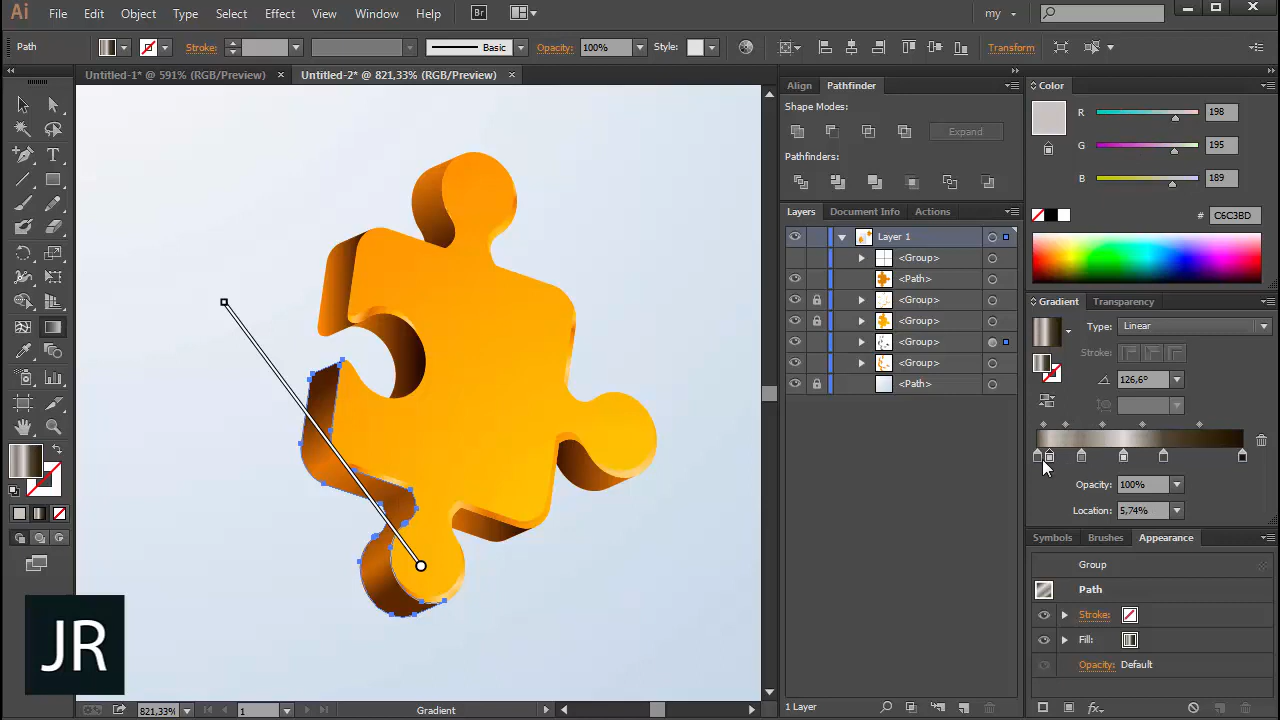 Ai File Edit Object Type Select Effect View Window Help Br my
Path Stroke: Basic Opacity: 100% Style: Transform
Untitled-1* @ 591% (RGB/Preview) × Untitled-2* @ 821,33% (RGB/Preview) ×
Align Pathfinder
Shape Modes:
Expand
Pathfinders:
Layers Document Info Actions
Layer 1
<Group>
<Path>
<Group>
<Group>
<Group>
<Group>
<Path>
1 Layer
Color
R 198
G 195
B 189
# C6C3BD
Gradient Transparency
Type: Linear
Stroke:
126,6°
Opacity: 100%
Location: 5,74%
Symbols Brushes Appearance
Group
Path
Stroke:
Fill:
Opacity: Default
fx
JR
821,33% 1 Gradient